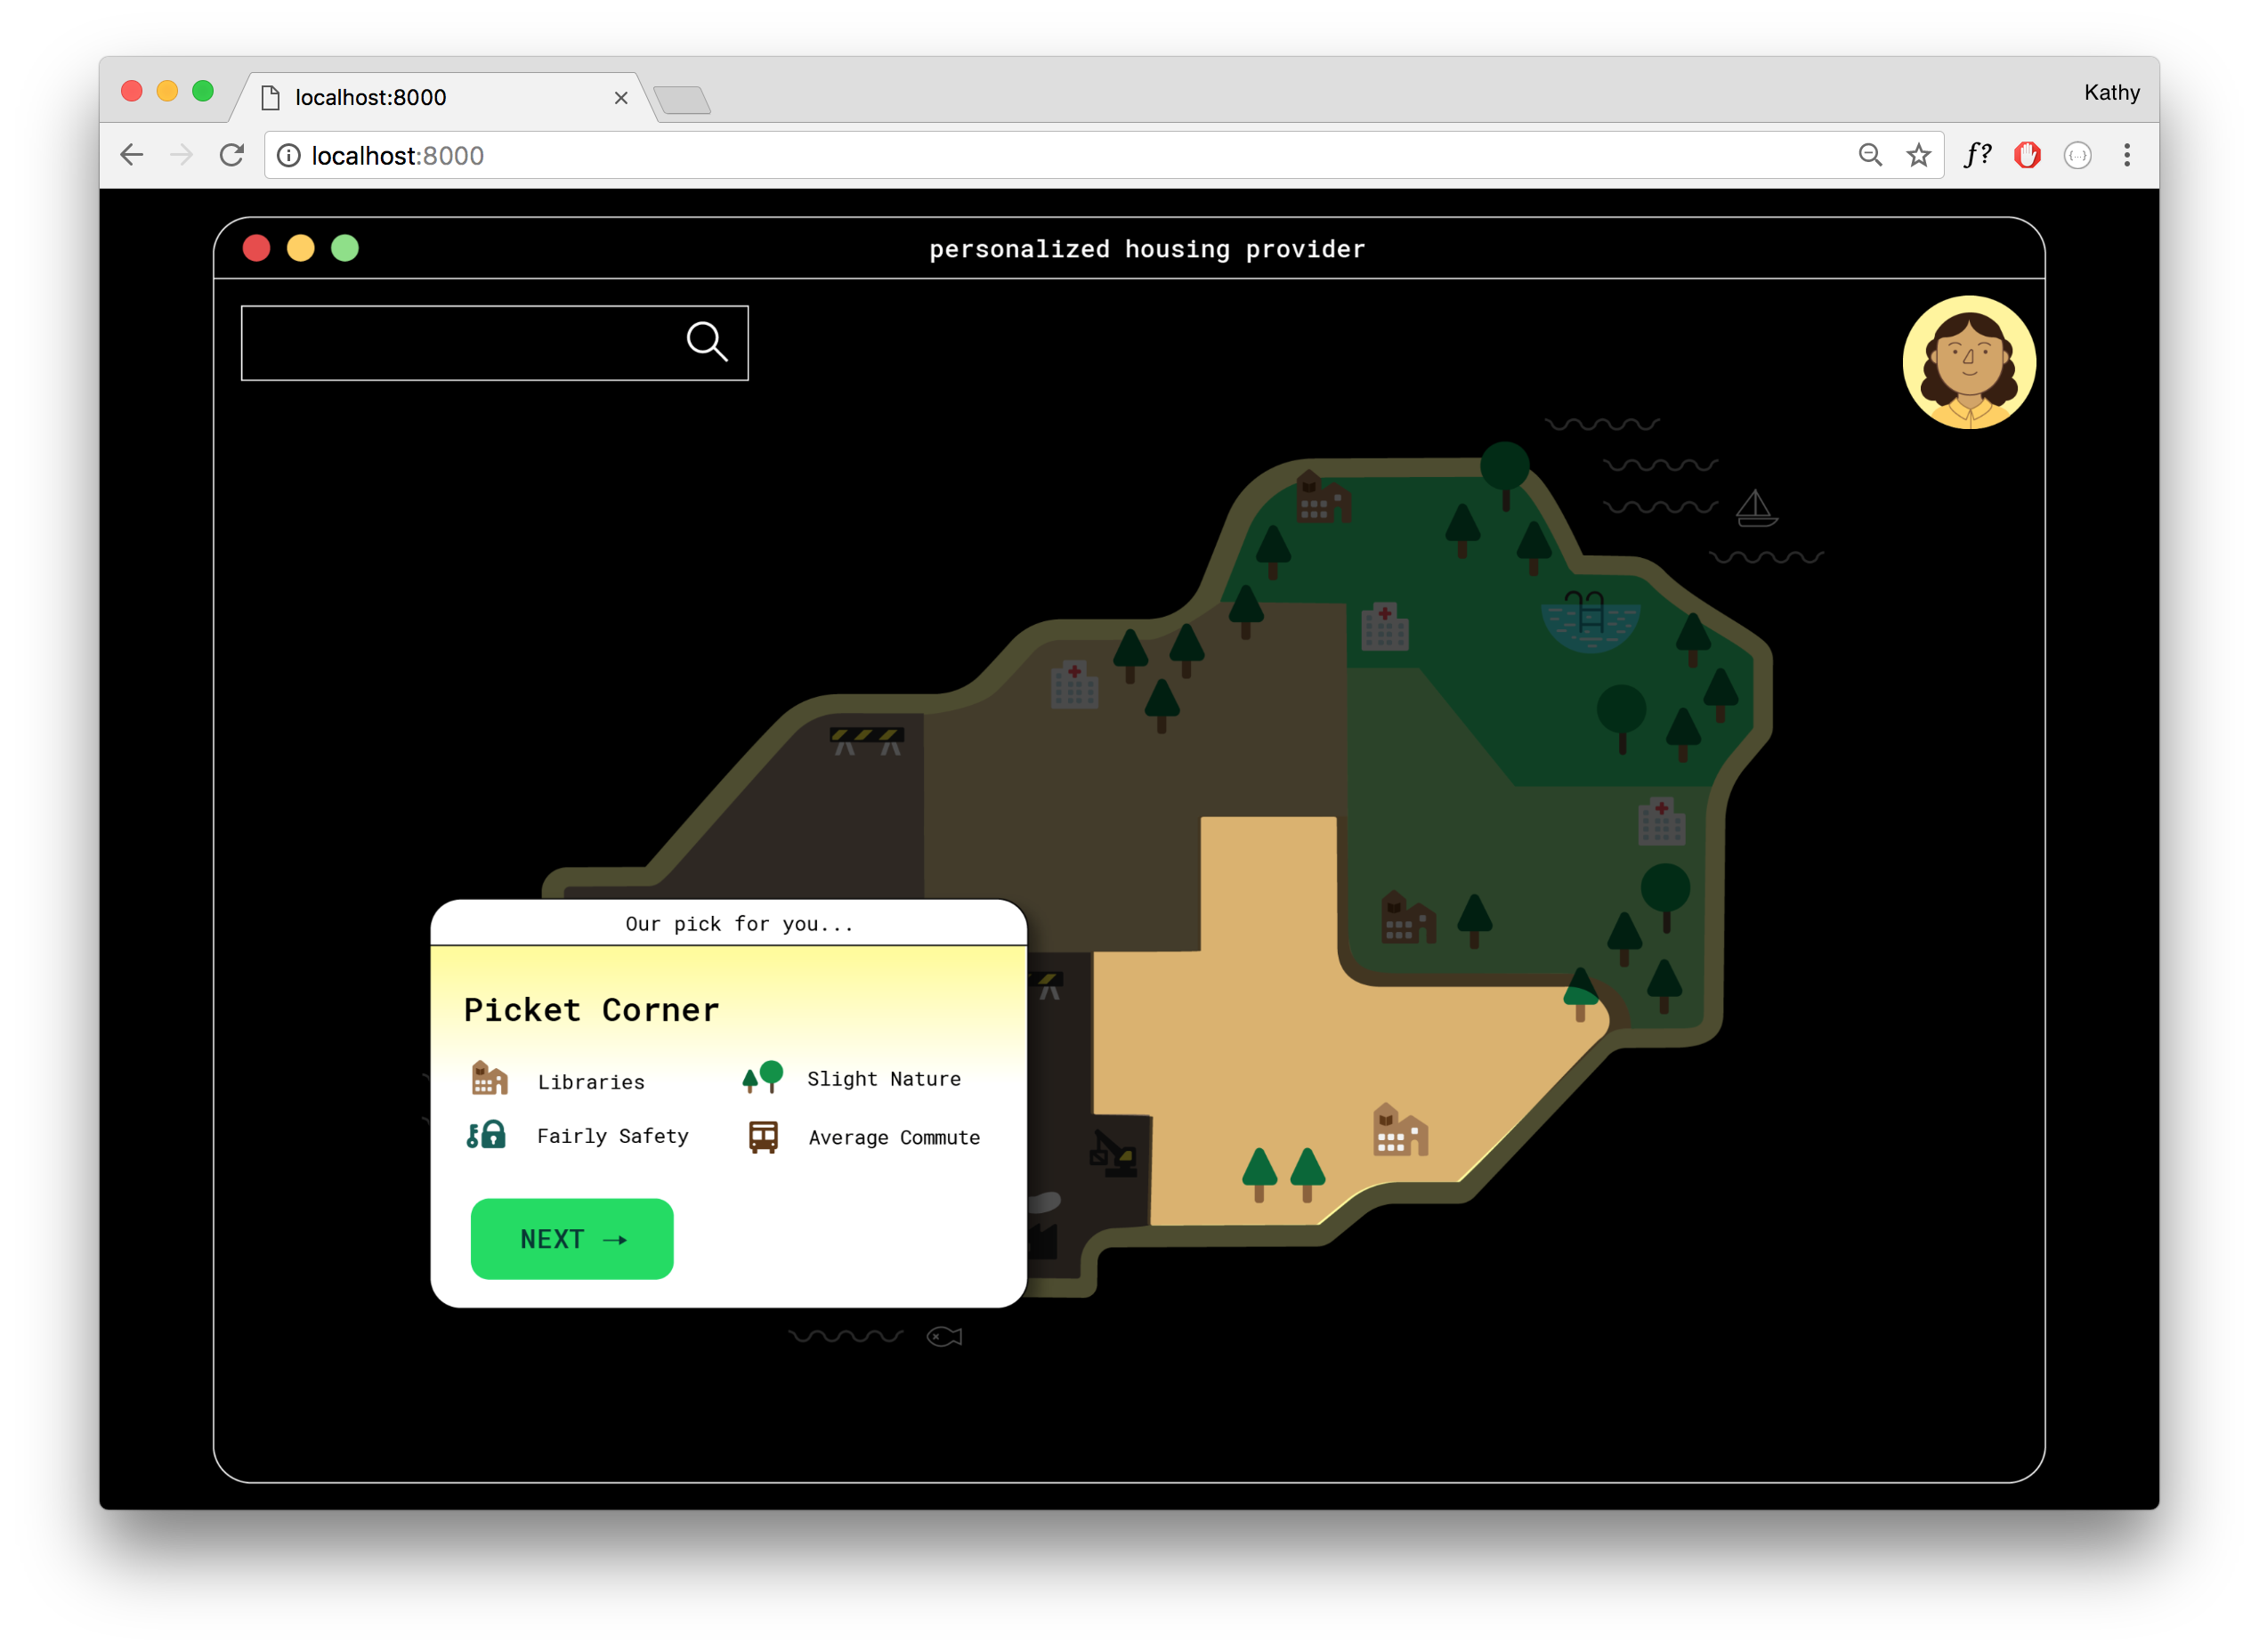 localhost:8000
Kathy
localhost:8000
f?
{...}
personalized housing provider
Our pick for you...
Picket Corner
Libraries
Slight Nature
Fairly Safety
Average Commute
NEXT →